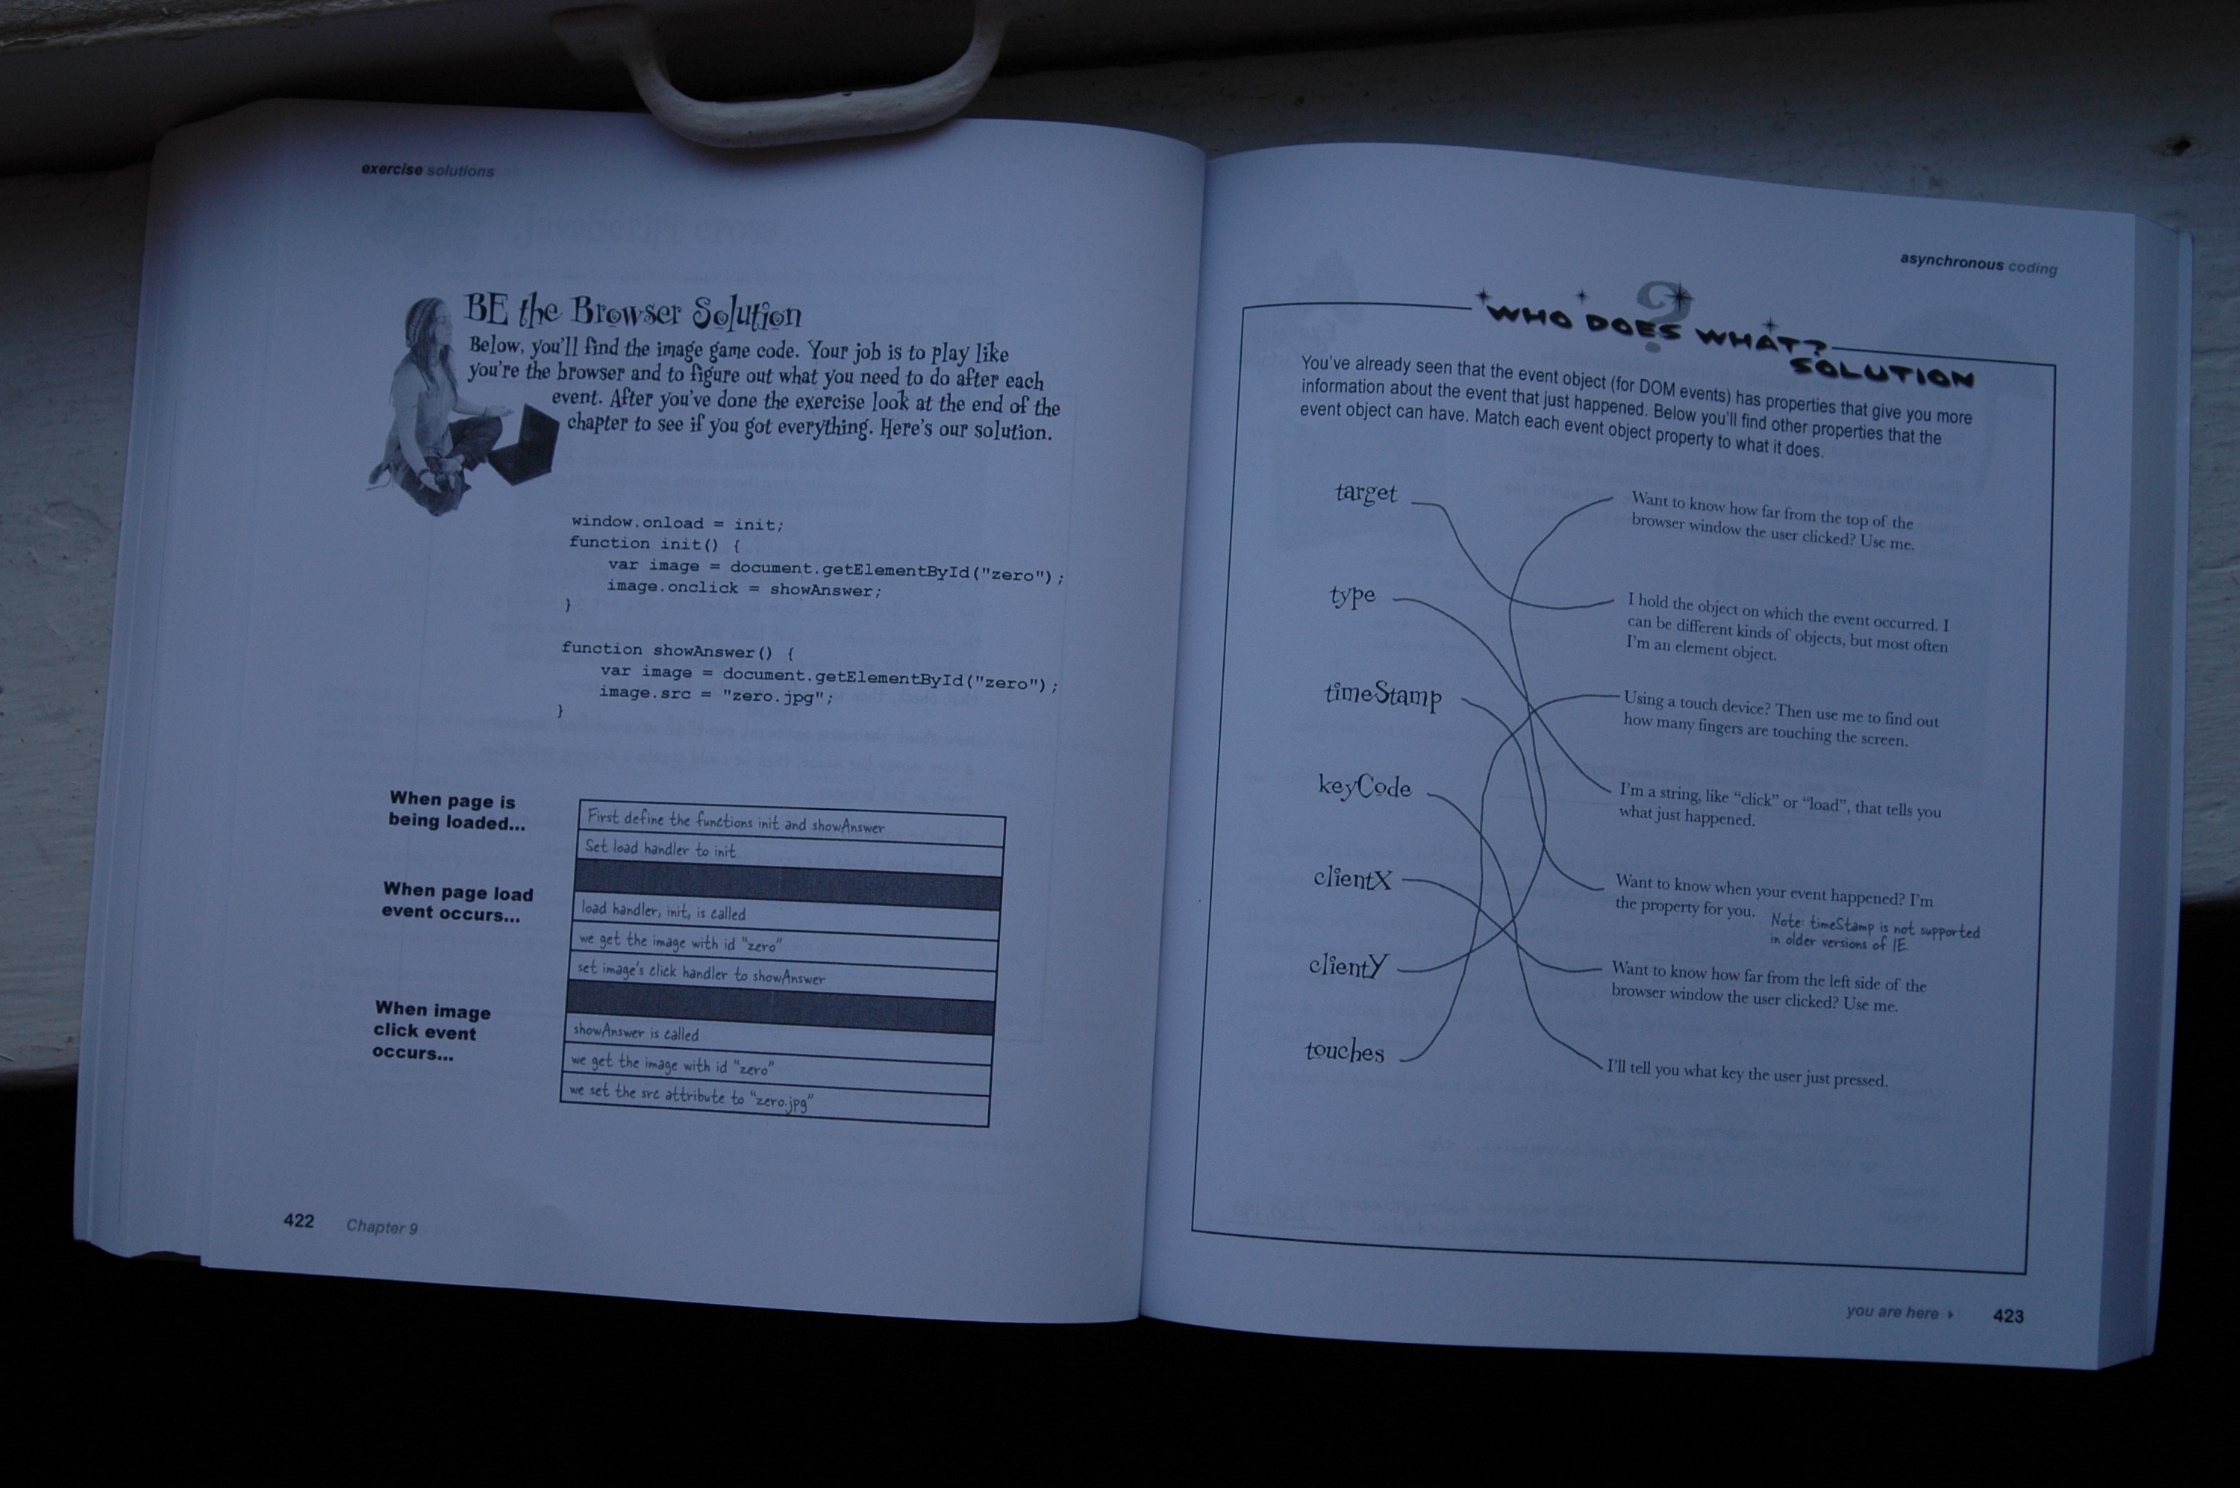 exercise solutions
BE the Browser Solution
Below, you'll find the image game code. Your job is to play like
you're the browser and to figure out what you need to do after each
event. After you've done the exercise look at the end of the
chapter to see if you got everything. Here's our solution.
window.onload = init;
function init() {
    var image = document.getElementById("zero");
    image.onclick = showAnswer;
}
function showAnswer() {
    var image = document.getElementById("zero");
    image.src = "zero.jpg";
}
When page is
being loaded...
First define the functions init and showAnswer
Set load handler to init
When page load
event occurs...
load handler, init, is called
we get the image with id "zero"
set image's click handler to showAnswer
When image
click event
occurs...
showAnswer is called
we get the image with id "zero"
we set the src attribute to "zero.jpg"
422 Chapter 9
asynchronous coding
WHO DOES WHAT?
SOLUTION
You've already seen that the event object (for DOM events) has properties that give you more
information about the event that just happened. Below you'll find other properties that the
event object can have. Match each event object property to what it does.
target
type
timeStamp
keyCode
clientX
clientY
touches
Want to know how far from the top of the
browser window the user clicked? Use me.
I hold the object on which the event occurred. I
can be different kinds of objects, but most often
I'm an element object.
Using a touch device? Then use me to find out
how many fingers are touching the screen.
I'm a string, like "click" or "load", that tells you
what just happened.
Want to know when your event happened? I'm
the property for you.
Note: timeStamp is not supported
in older versions of IE.
Want to know how far from the left side of the
browser window the user clicked? Use me.
I'll tell you what key the user just pressed.
you are here 423